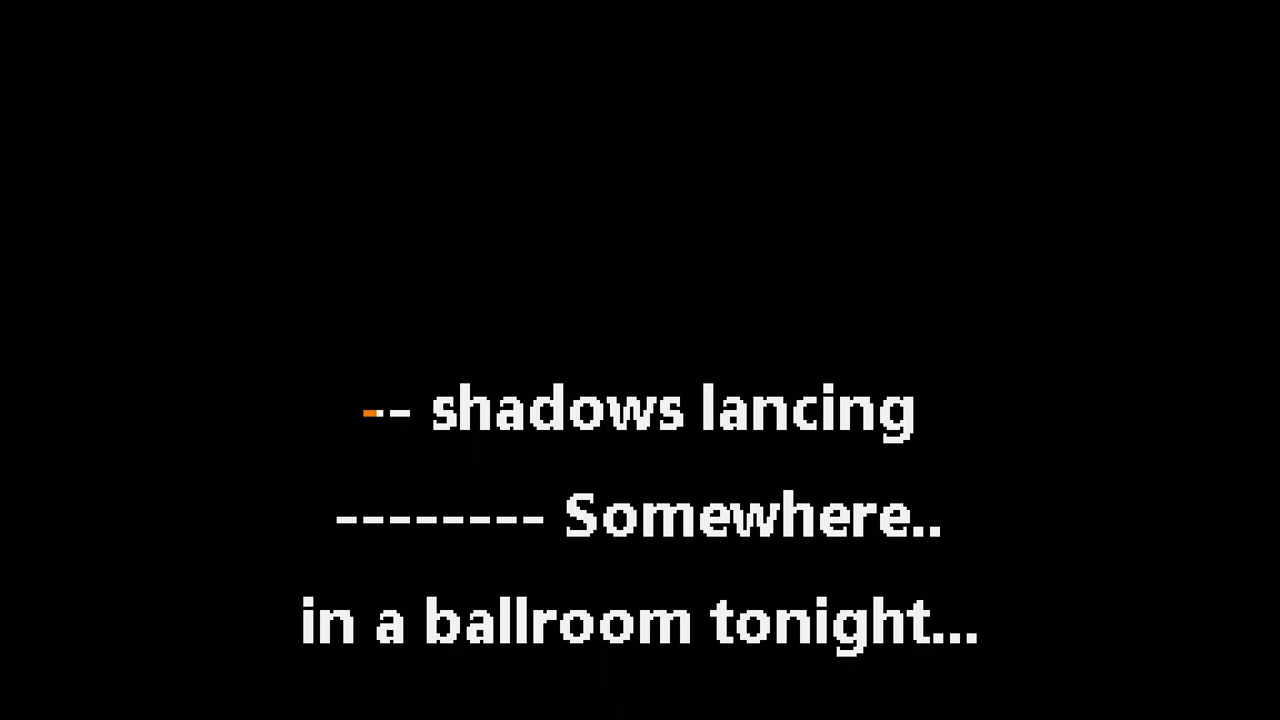 -- shadows lancing
-------- Somewhere..
in a ballroom tonight...